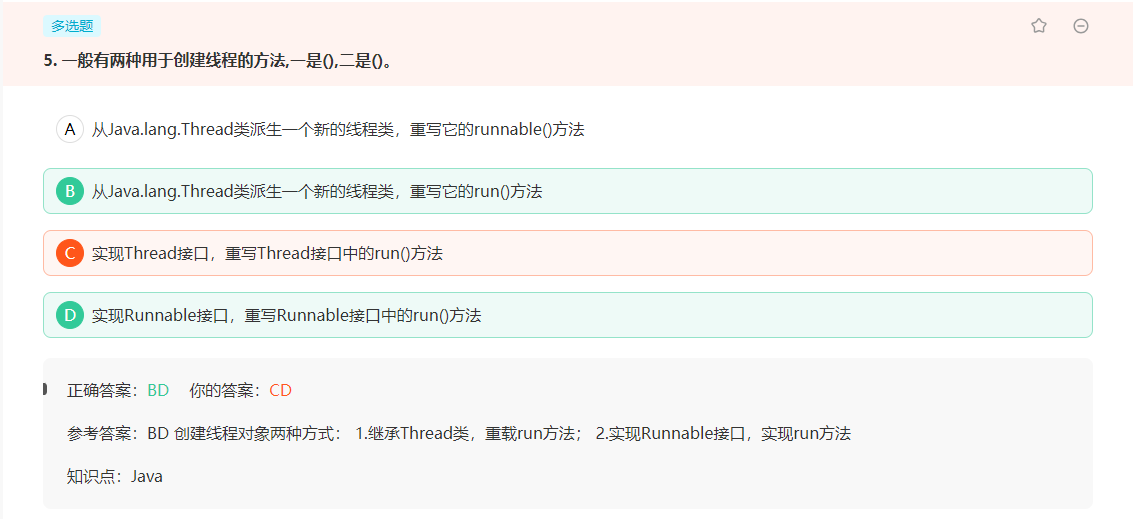 多选题
5. 一般有两种用于创建线程的方法,一是(),二是()。
A 从Java.lang.Thread类派生一个新的线程类，重写它的runnable()方法
B 从Java.lang.Thread类派生一个新的线程类，重写它的run()方法
C 实现Thread接口，重写Thread接口中的run()方法
D 实现Runnable接口，重写Runnable接口中的run()方法
正确答案：BD 你的答案：CD
参考答案：BD 创建线程对象两种方式： 1.继承Thread类，重载run方法； 2.实现Runnable接口，实现run方法
知识点：Java